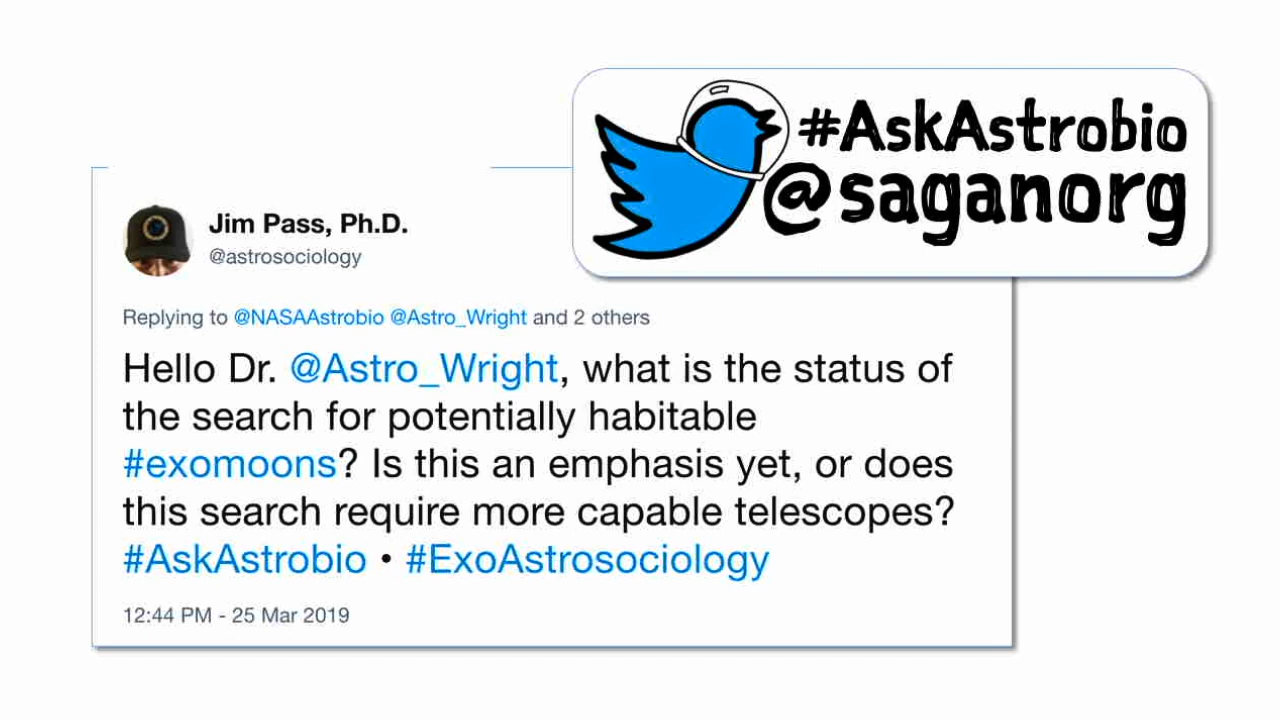 #AskAstrobio
@saganorg
Jim Pass, Ph.D.
@astrosociology
Replying to @NASAAstrobio @Astro_Wright and 2 others
Hello Dr. @Astro_Wright, what is the status of
the search for potentially habitable
#exomoons? Is this an emphasis yet, or does
this search require more capable telescopes?
#AskAstrobio • #ExoAstrosociology
12:44 PM - 25 Mar 2019